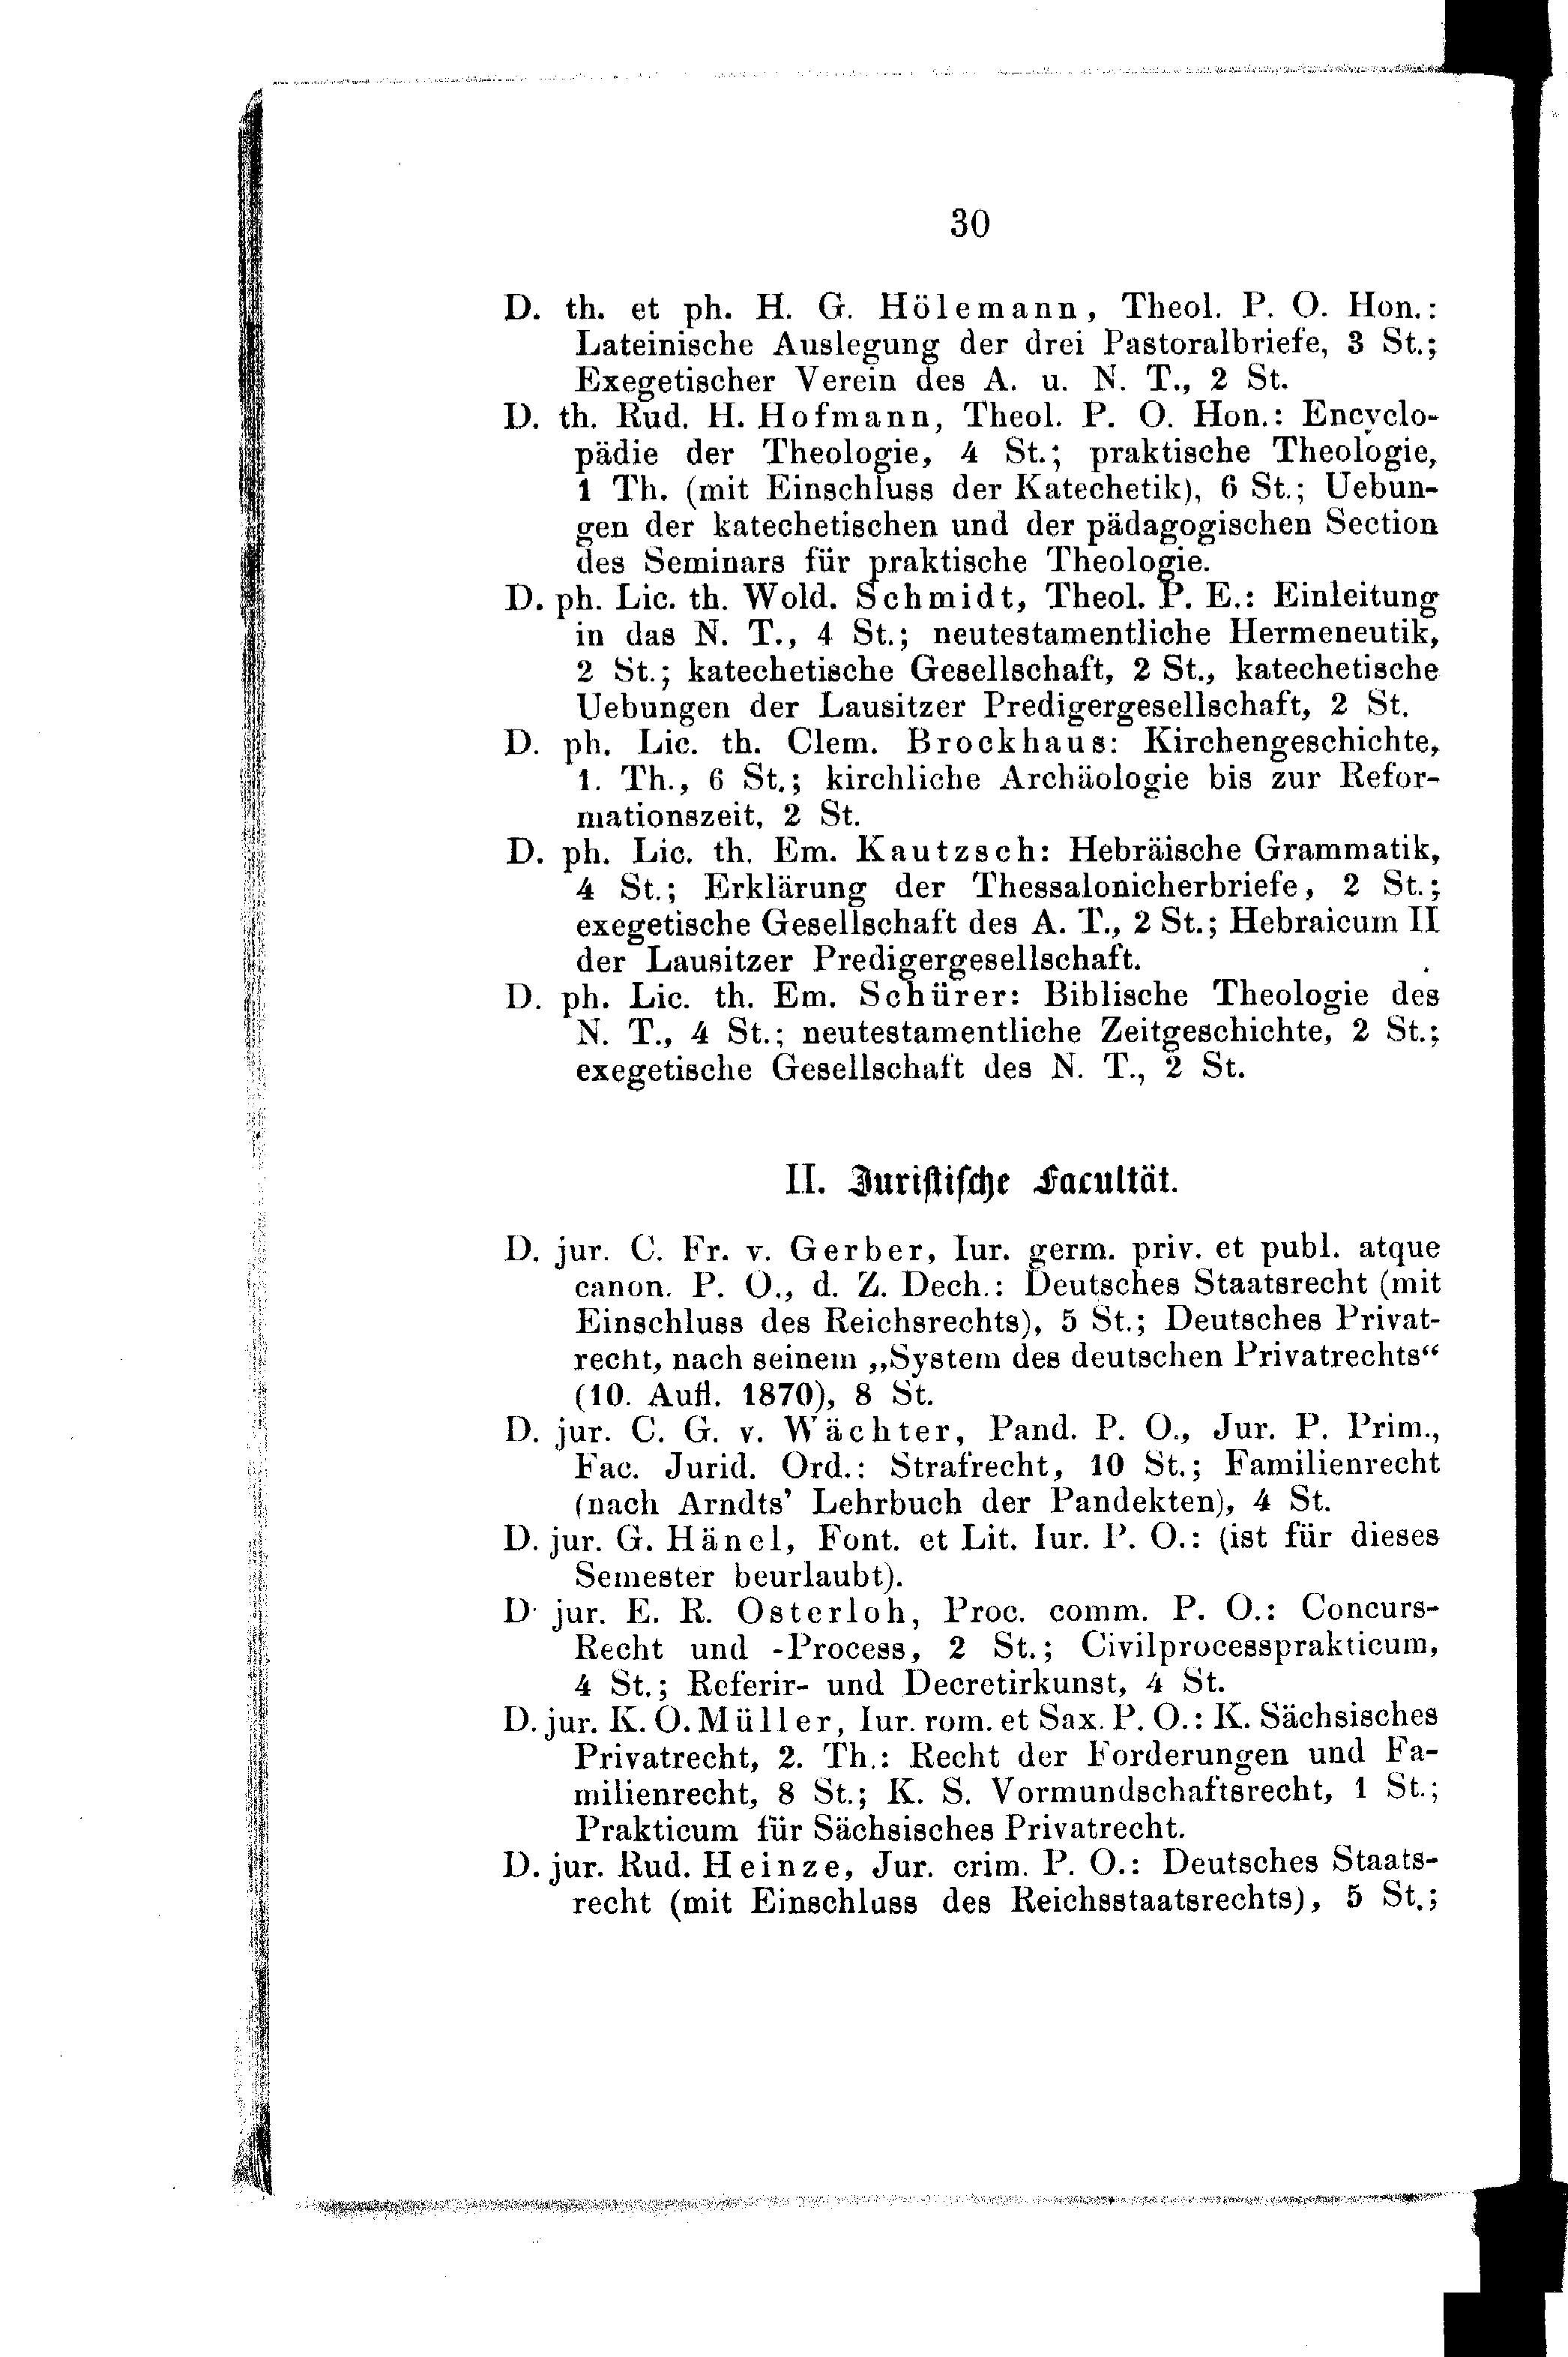 30
D. th. et ph. H. G. Hölemann, Theol. P. O. Hon.:
Lateinische Auslegung der drei Pastoralbriefe, 3 St.;
Exegetischer Verein des A. u. N. T., 2 St.
D. th. Rud. H. Hofmann, Theol. P. O. Hon.: Encyclo-
pädie der Theologie, 4 St.; praktische Theologie,
1 Th. (mit Einschluss der Katechetik), 6 St.; Uebun-
gen der katechetischen und der pädagogischen Section
des Seminars für praktische Theologie.
D. ph. Lic. th. Wold. Schmidt, Theol. P. E.: Einleitung
in das N. T., 4 St.; neutestamentliche Hermeneutik,
2 St.; katechetische Gesellschaft, 2 St., katechetische
Uebungen der Lausitzer Predigergesellschaft, 2 St.
D. ph. Lic. th. Clem. Brockhaus: Kirchengeschichte,
1. Th., 6 St.; kirchliche Archäologie bis zur Refor-
mationszeit, 2 St.
D. ph. Lic. th. Em. Kautzsch: Hebräische Grammatik,
4 St.; Erklärung der Thessalonicherbriefe, 2 St.;
exegetische Gesellschaft des A. T., 2 St.; Hebraicum II
der Lausitzer Predigergesellschaft.
D. ph. Lic. th. Em. Schürer: Biblische Theologie des
N. T., 4 St.; neutestamentliche Zeitgeschichte, 2 St.;
exegetische Gesellschaft des N. T., 2 St.
II. Juristische Facultät.
D. jur. C. Fr. v. Gerber, Iur. germ. priv. et publ. atque
canon. P. O., d. Z. Dech.: Deutsches Staatsrecht (mit
Einschluss des Reichsrechts), 5 St.; Deutsches Privat-
recht, nach seinem „System des deutschen Privatrechts“
(10. Aufl. 1870), 8 St.
D. jur. C. G. v. Wächter, Pand. P. O., Jur. P. Prim.,
Fac. Jurid. Ord.: Strafrecht, 10 St.; Familienrecht
(nach Arndts' Lehrbuch der Pandekten), 4 St.
D. jur. G. Hänel, Font. et Lit. Iur. P. O.: (ist für dieses
Semester beurlaubt).
D. jur. E. R. Osterloh, Proc. comm. P. O.: Concurs-
Recht und -Process, 2 St.; Civilprocessprakticum,
4 St.; Referir- und Decretirkunst, 4 St.
D. jur. K. O. Müller, Iur. rom. et Sax. P. O.: K. Sächsisches
Privatrecht, 2. Th.: Recht der Forderungen und Fa-
milienrecht, 8 St.; K. S. Vormundschaftsrecht, 1 St.;
Prakticum für Sächsisches Privatrecht.
D. jur. Rud. Heinze, Jur. crim. P. O.: Deutsches Staats-
recht (mit Einschluss des Reichsstaatsrechts), 5 St.;